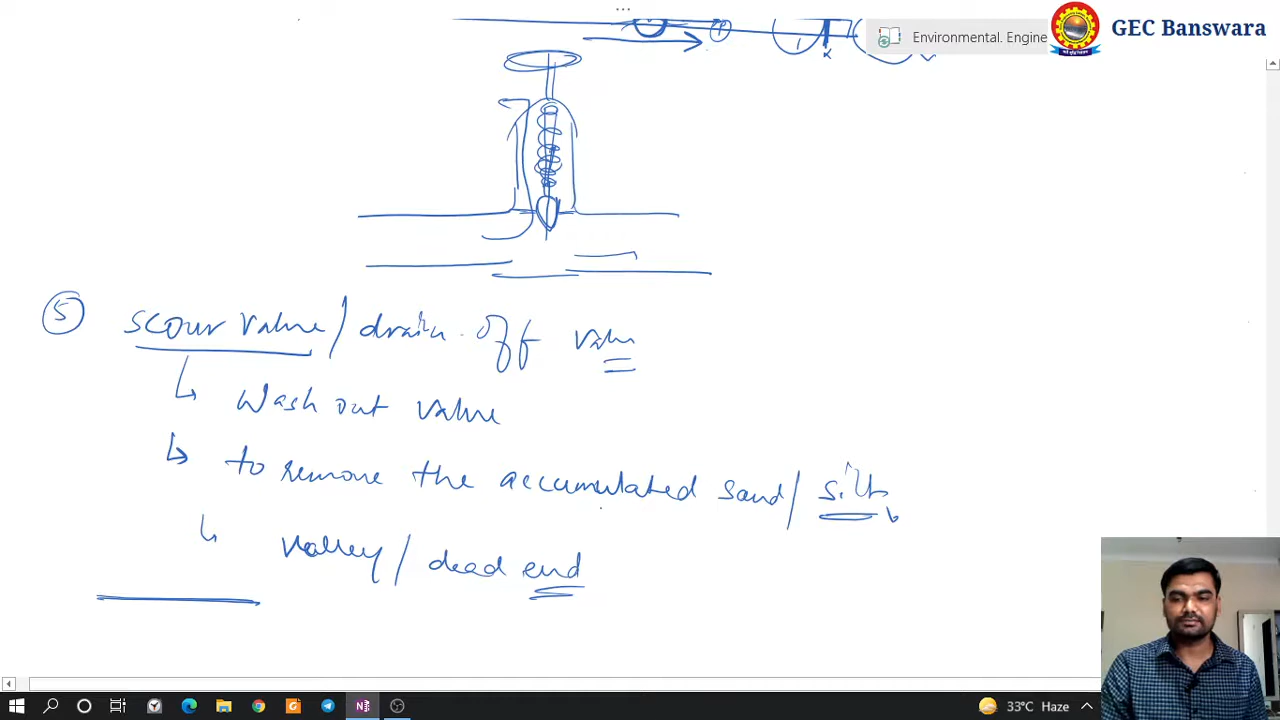 ...
GEC Banswara
Environmental. Engine
P
K
5 scour valve/drain. off valve
Wash out valve
to remove the accumulated sand/silts
valley/dead end
33°C Haze